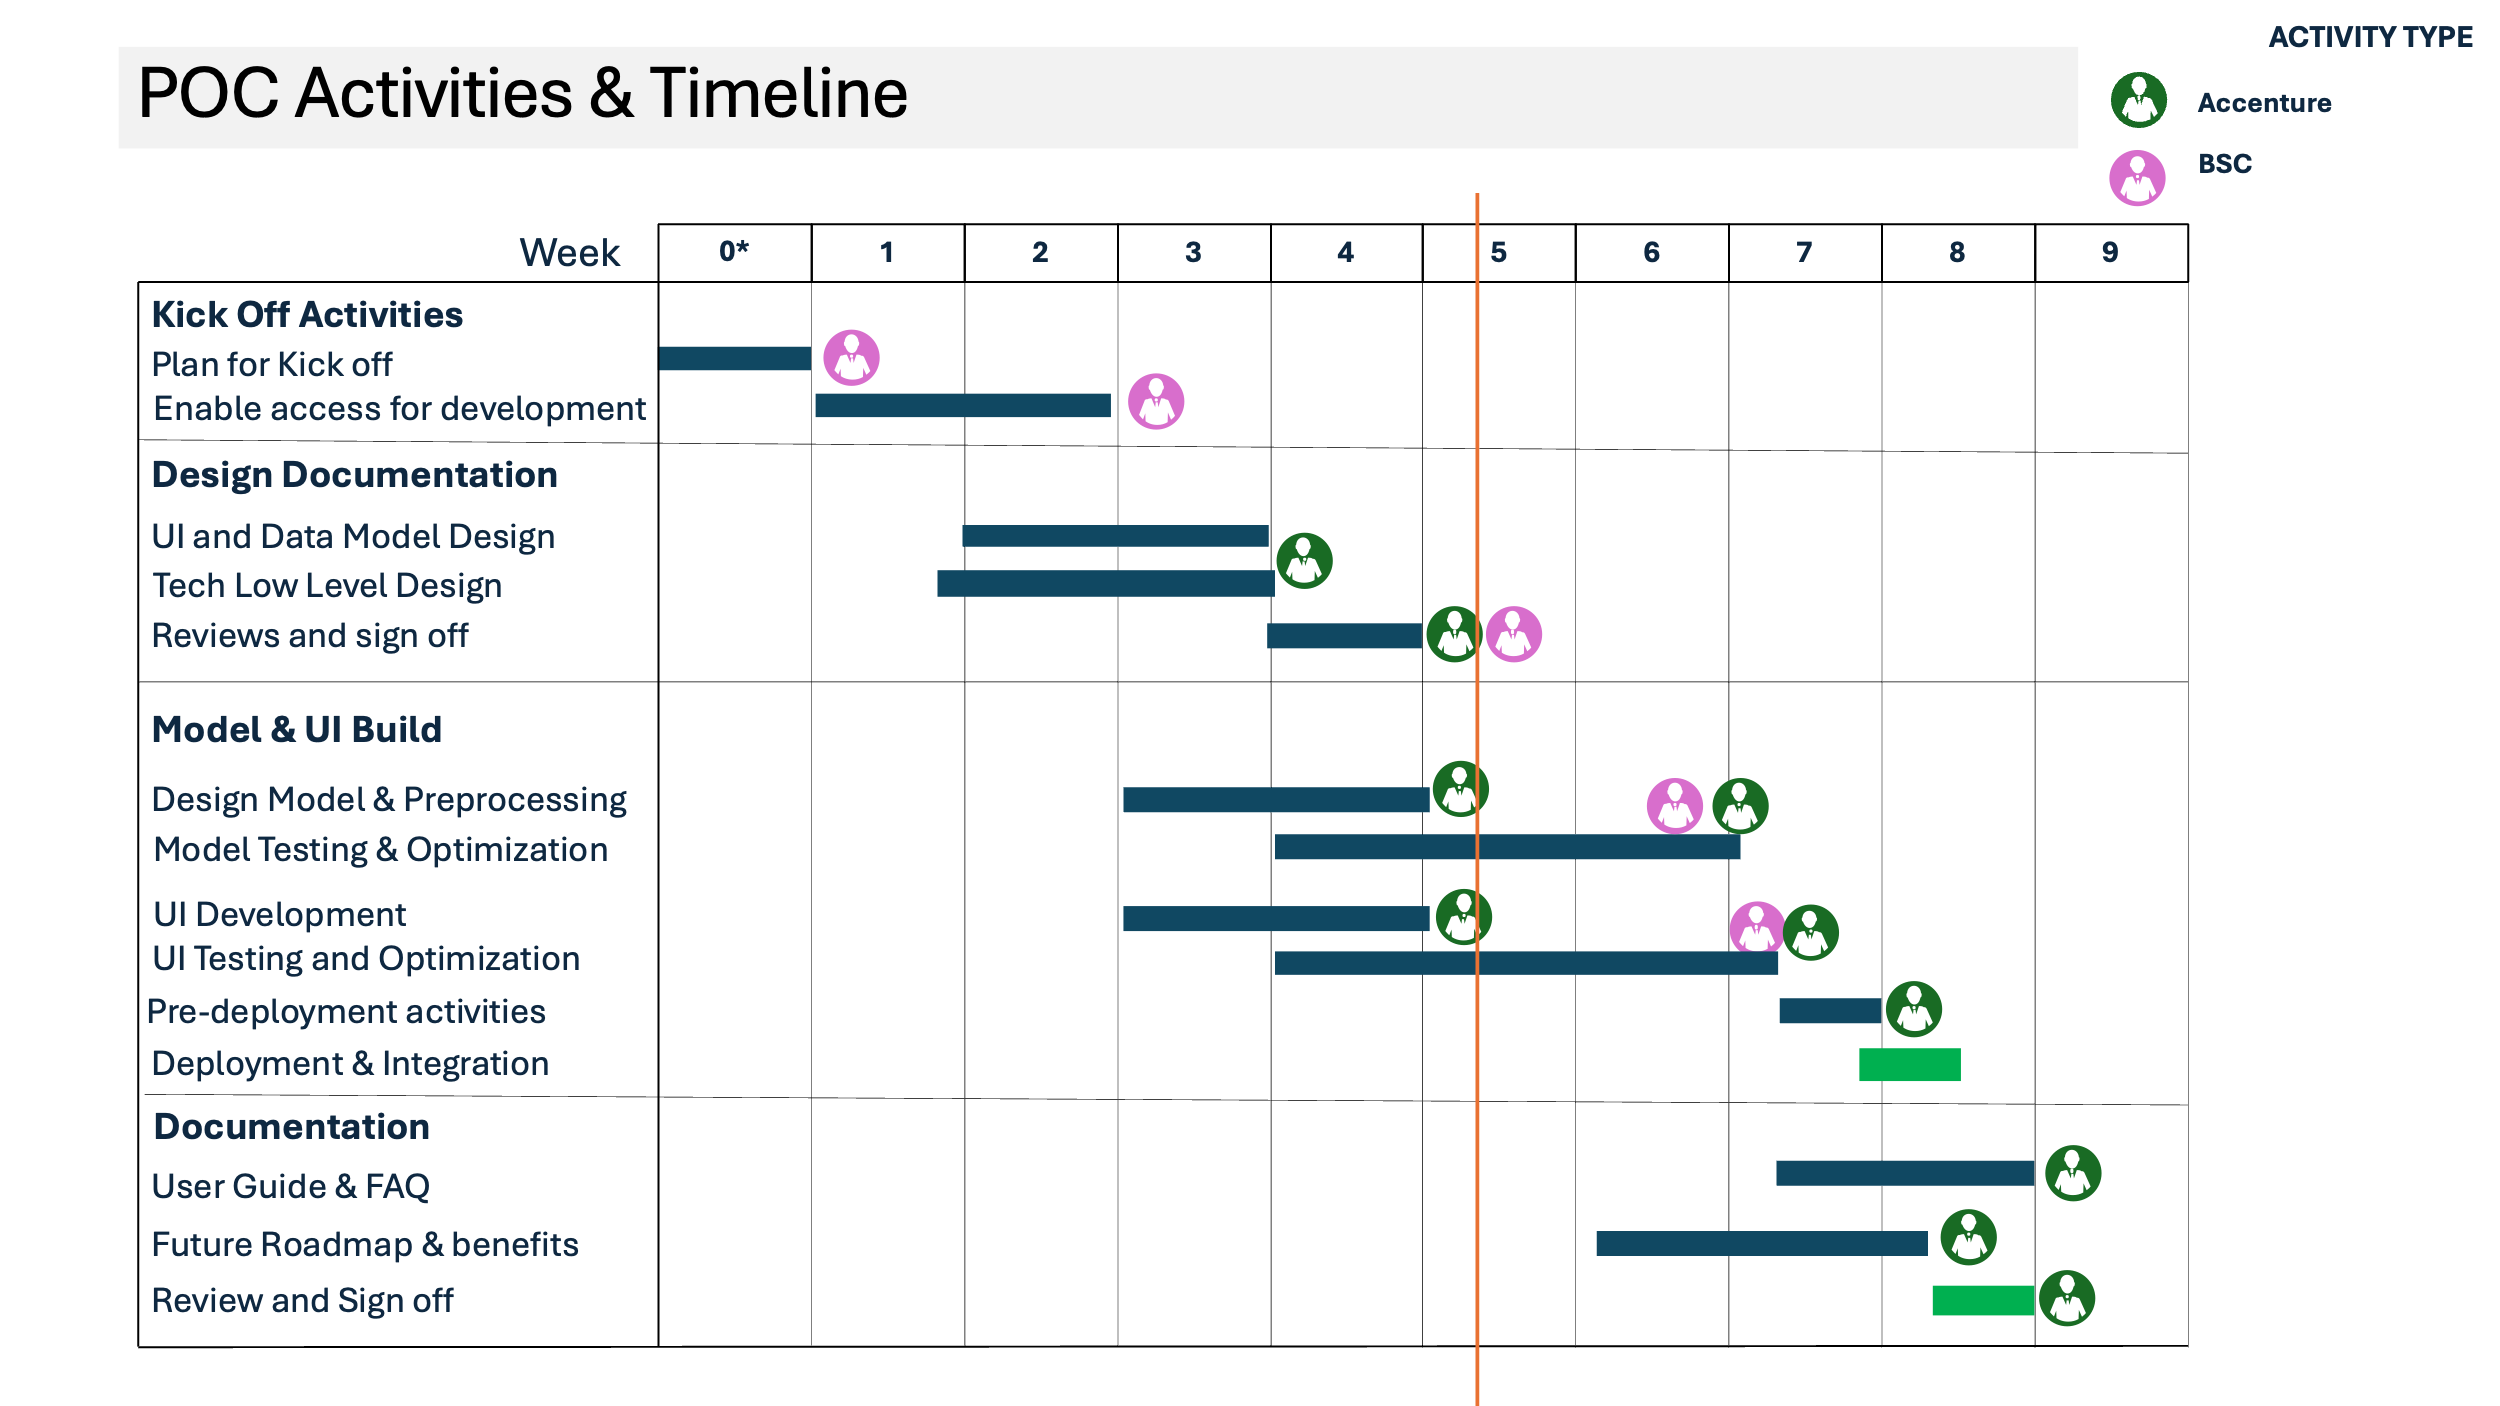 ACTIVITY TYPE
POC Activities & Timeline
Accenture
BSC
Week 0* 1 2 3 4 5 6 7 8 9
Kick Off Activities
Plan for Kick off
Enable access for development
Design Documentation
UI and Data Model Design
Tech Low Level Design
Reviews and sign off
Model & UI Build
Design Model & Preprocessing
Model Testing & Optimization
UI Development
UI Testing and Optimization
Pre-deployment activities
Deployment & Integration
Documentation
User Guide & FAQ
Future Roadmap & benefits
Review and Sign off